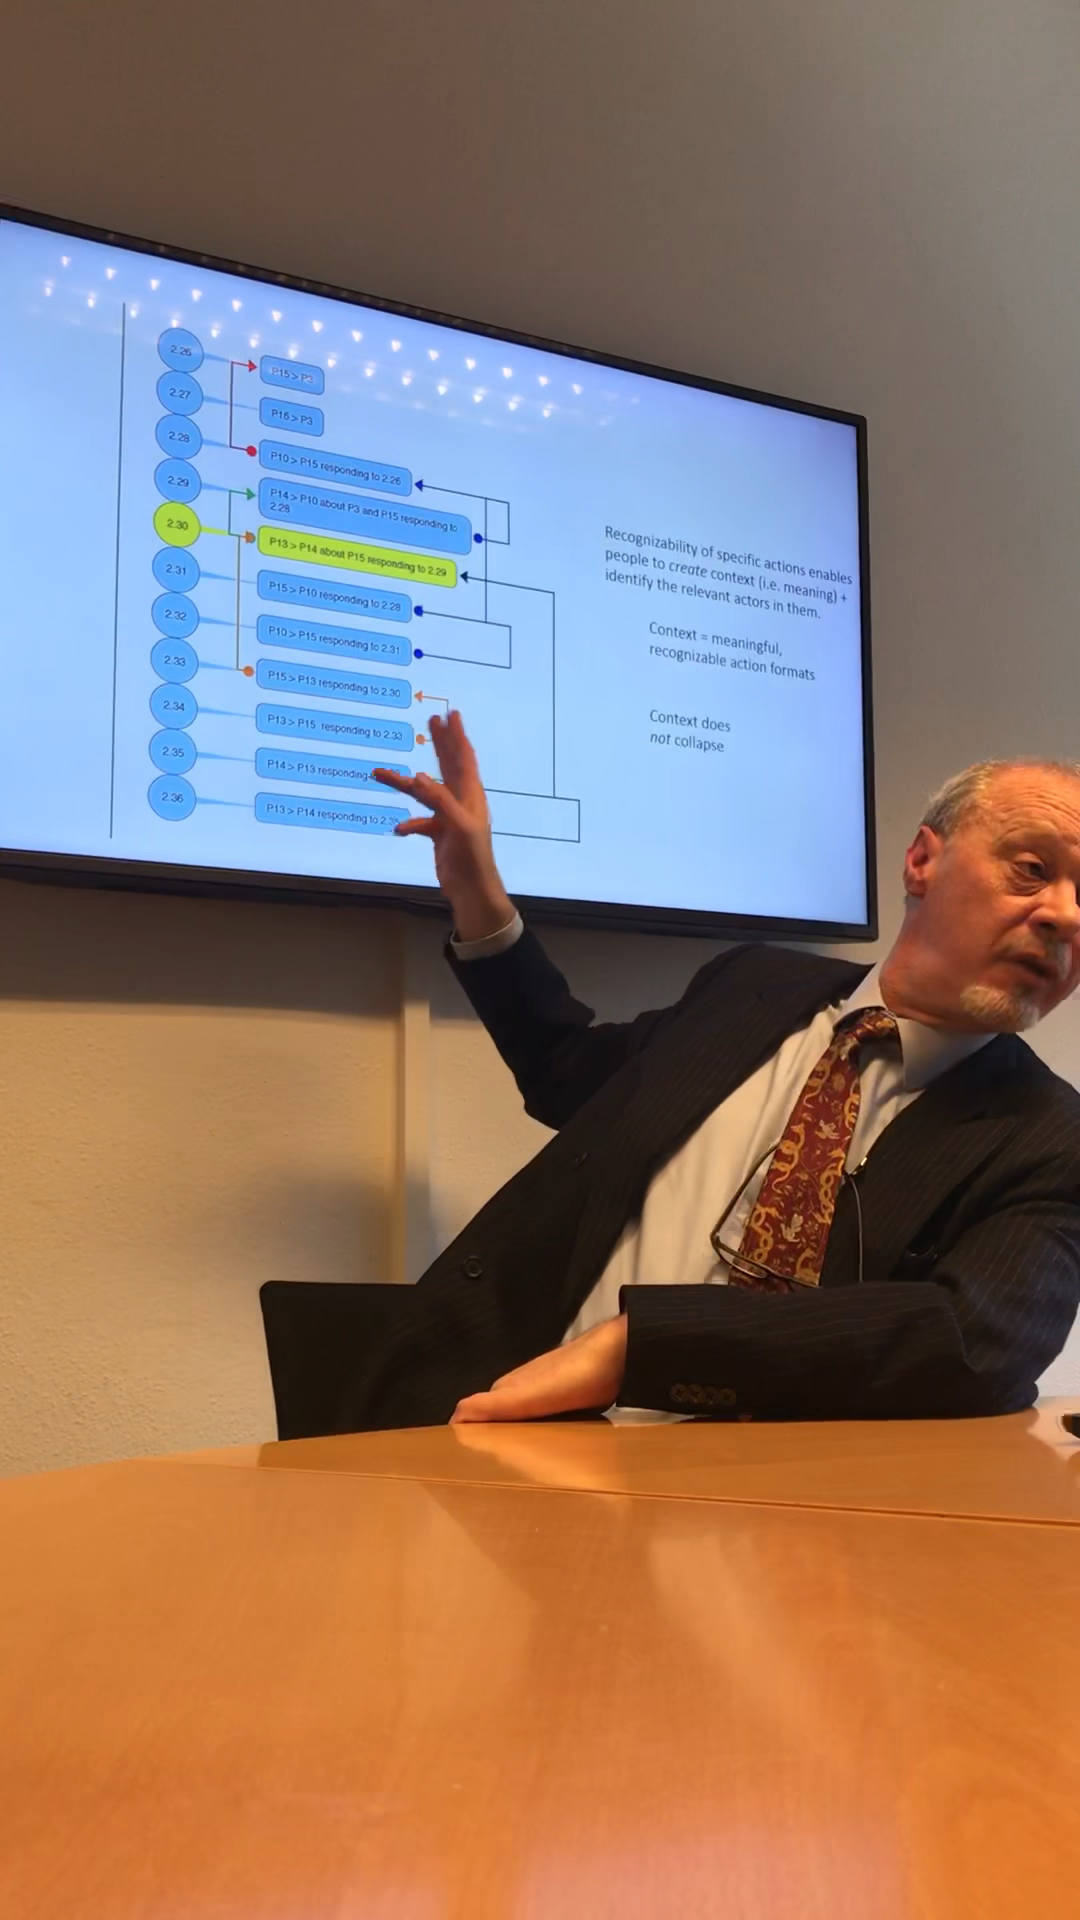 2.26
P15 > P3
2.27
P16 > P3
2.28
P10 > P15 responding to 2.26
2.29
P14 > P10 about P3 and P15 responding to
2.28
2.30
P13 > P14 about P15 responding to 2.29
2.31
P15 > P10 responding to 2.28
2.32
P10 > P15 responding to 2.31
2.33
P15 > P13 responding to 2.30
2.34
P13 > P15 responding to 2.33
2.35
P14 > P13 responding
2.36
P13 > P14 responding to 2.35
Recognizability of specific actions enables
people to create context (i.e. meaning) +
identify the relevant actors in them.
Context = meaningful,
recognizable action formats
Context does
not collapse